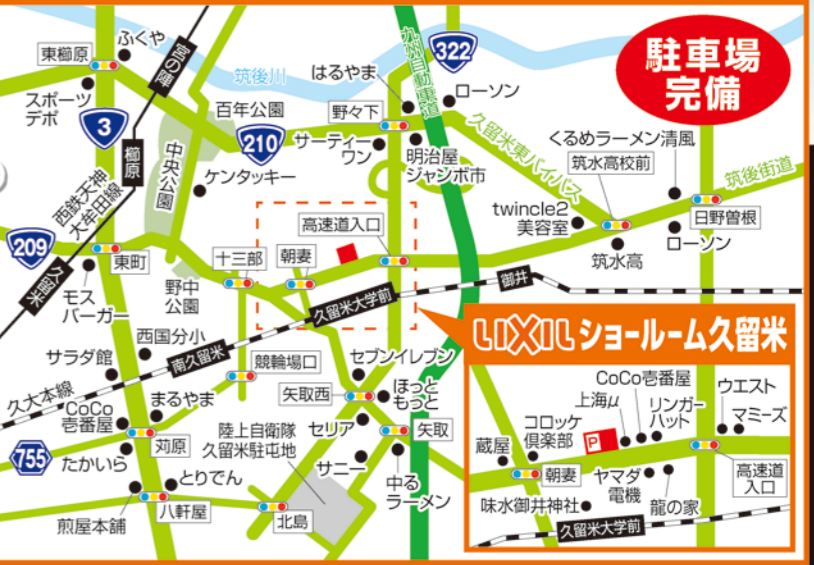 駐車場
完備
322
九州自動車道
東櫛原
ふくや
宮の陣
筑後川
はるやま
ローソン
スポーツ
デポ
3
百年公園
野々下
210
サーティー
ワン
明治屋
ジャンボ市
久留米東バイパス
くるめラーメン清風
筑水高校前
筑後街道
櫛原
中央公園
ケンタッキー
西鉄天神
大牟田線
twincle2
美容室
日野曽根
ローソン
筑水高
209
東町
高速道入口
十三部
朝妻
久留米
モス
バーガー
野中
公園
久留米大学前
御井
西国分小
サラダ館
南久留米
競輪場口
セブンイレブン
久大本線
矢取西
ほっと
もっと
CoCo
壱番屋
まるやま
陸上自衛隊
久留米駐屯地
セリア
矢取
苅原
755
たかいら
とりでん
サニー
中る
ラーメン
煎屋本舗
八軒屋
北島
LIXILショールーム久留米
CoCo壱番屋
上海μ
リンガー
ハット
ウエスト
マミーズ
コロッケ
倶楽部
蔵屋
P
朝妻
ヤマダ
電機
龍の家
高速道
入口
味水御井神社
久留米大学前